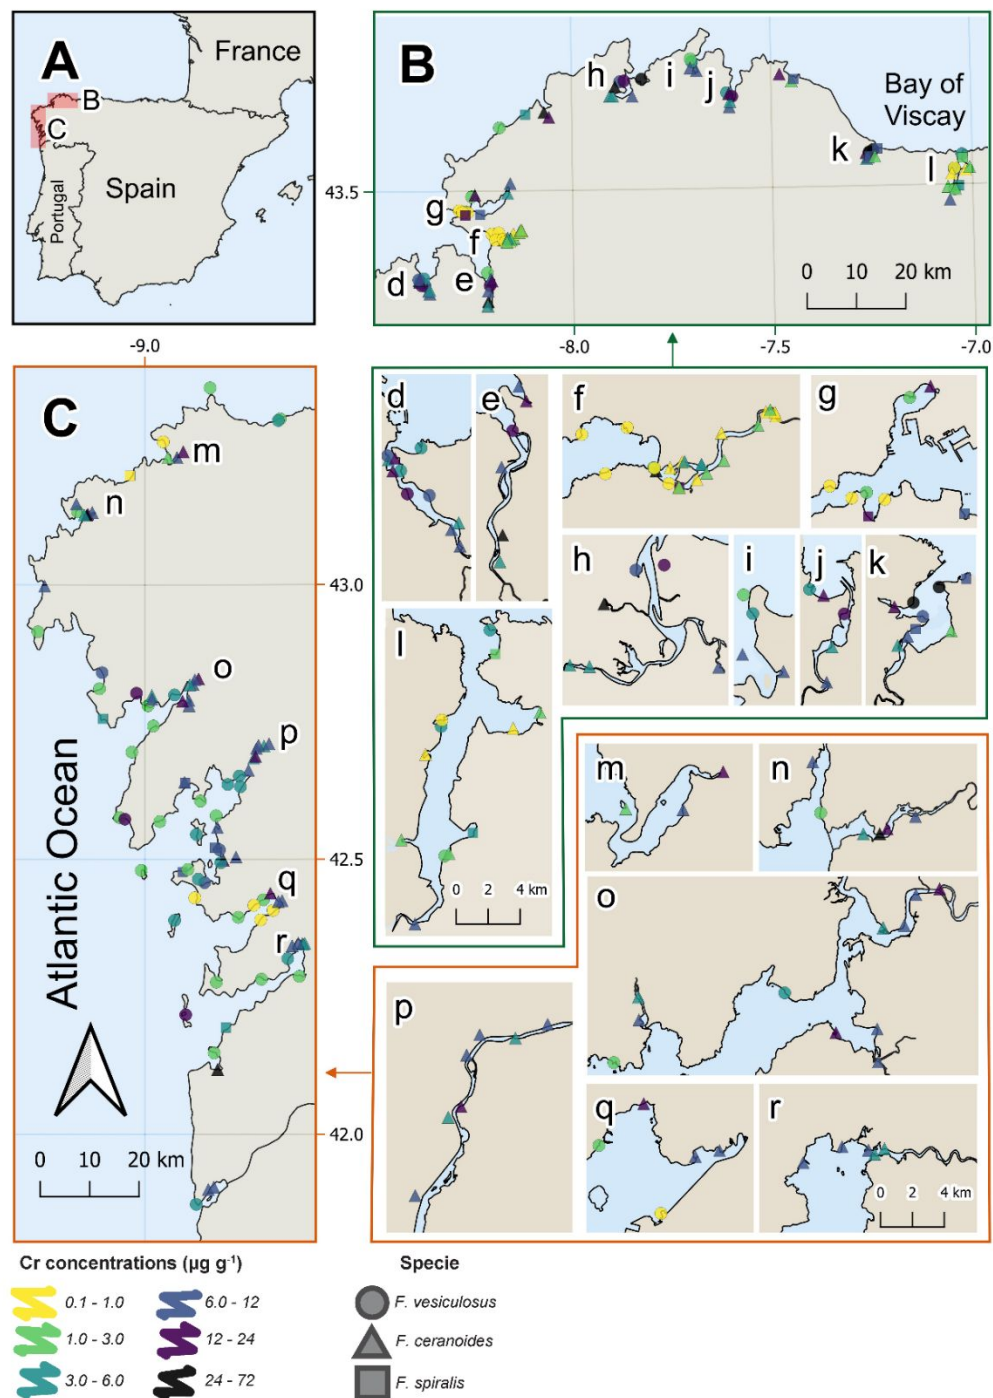 A
France
B
C
Portugal
Spain
B
Bay of
Viscay
h
i
j
k
l
g
f
d
e
43.5
0 10 20 km
-8.0
-7.5
-7.0
-9.0
C
m
n
o
p
q
r
Atlantic Ocean
43.0
42.5
42.0
0 10 20 km
d
e
f
g
h
i
j
k
l
0 2 4 km
m
n
o
p
q
r
0 2 4 km
Cr concentrations (µg g-1)
0.1 - 1.0
1.0 - 3.0
3.0 - 6.0
6.0 - 12
12 - 24
24 - 72
Specie
F. vesiculosus
F. ceranoides
F. spiralis